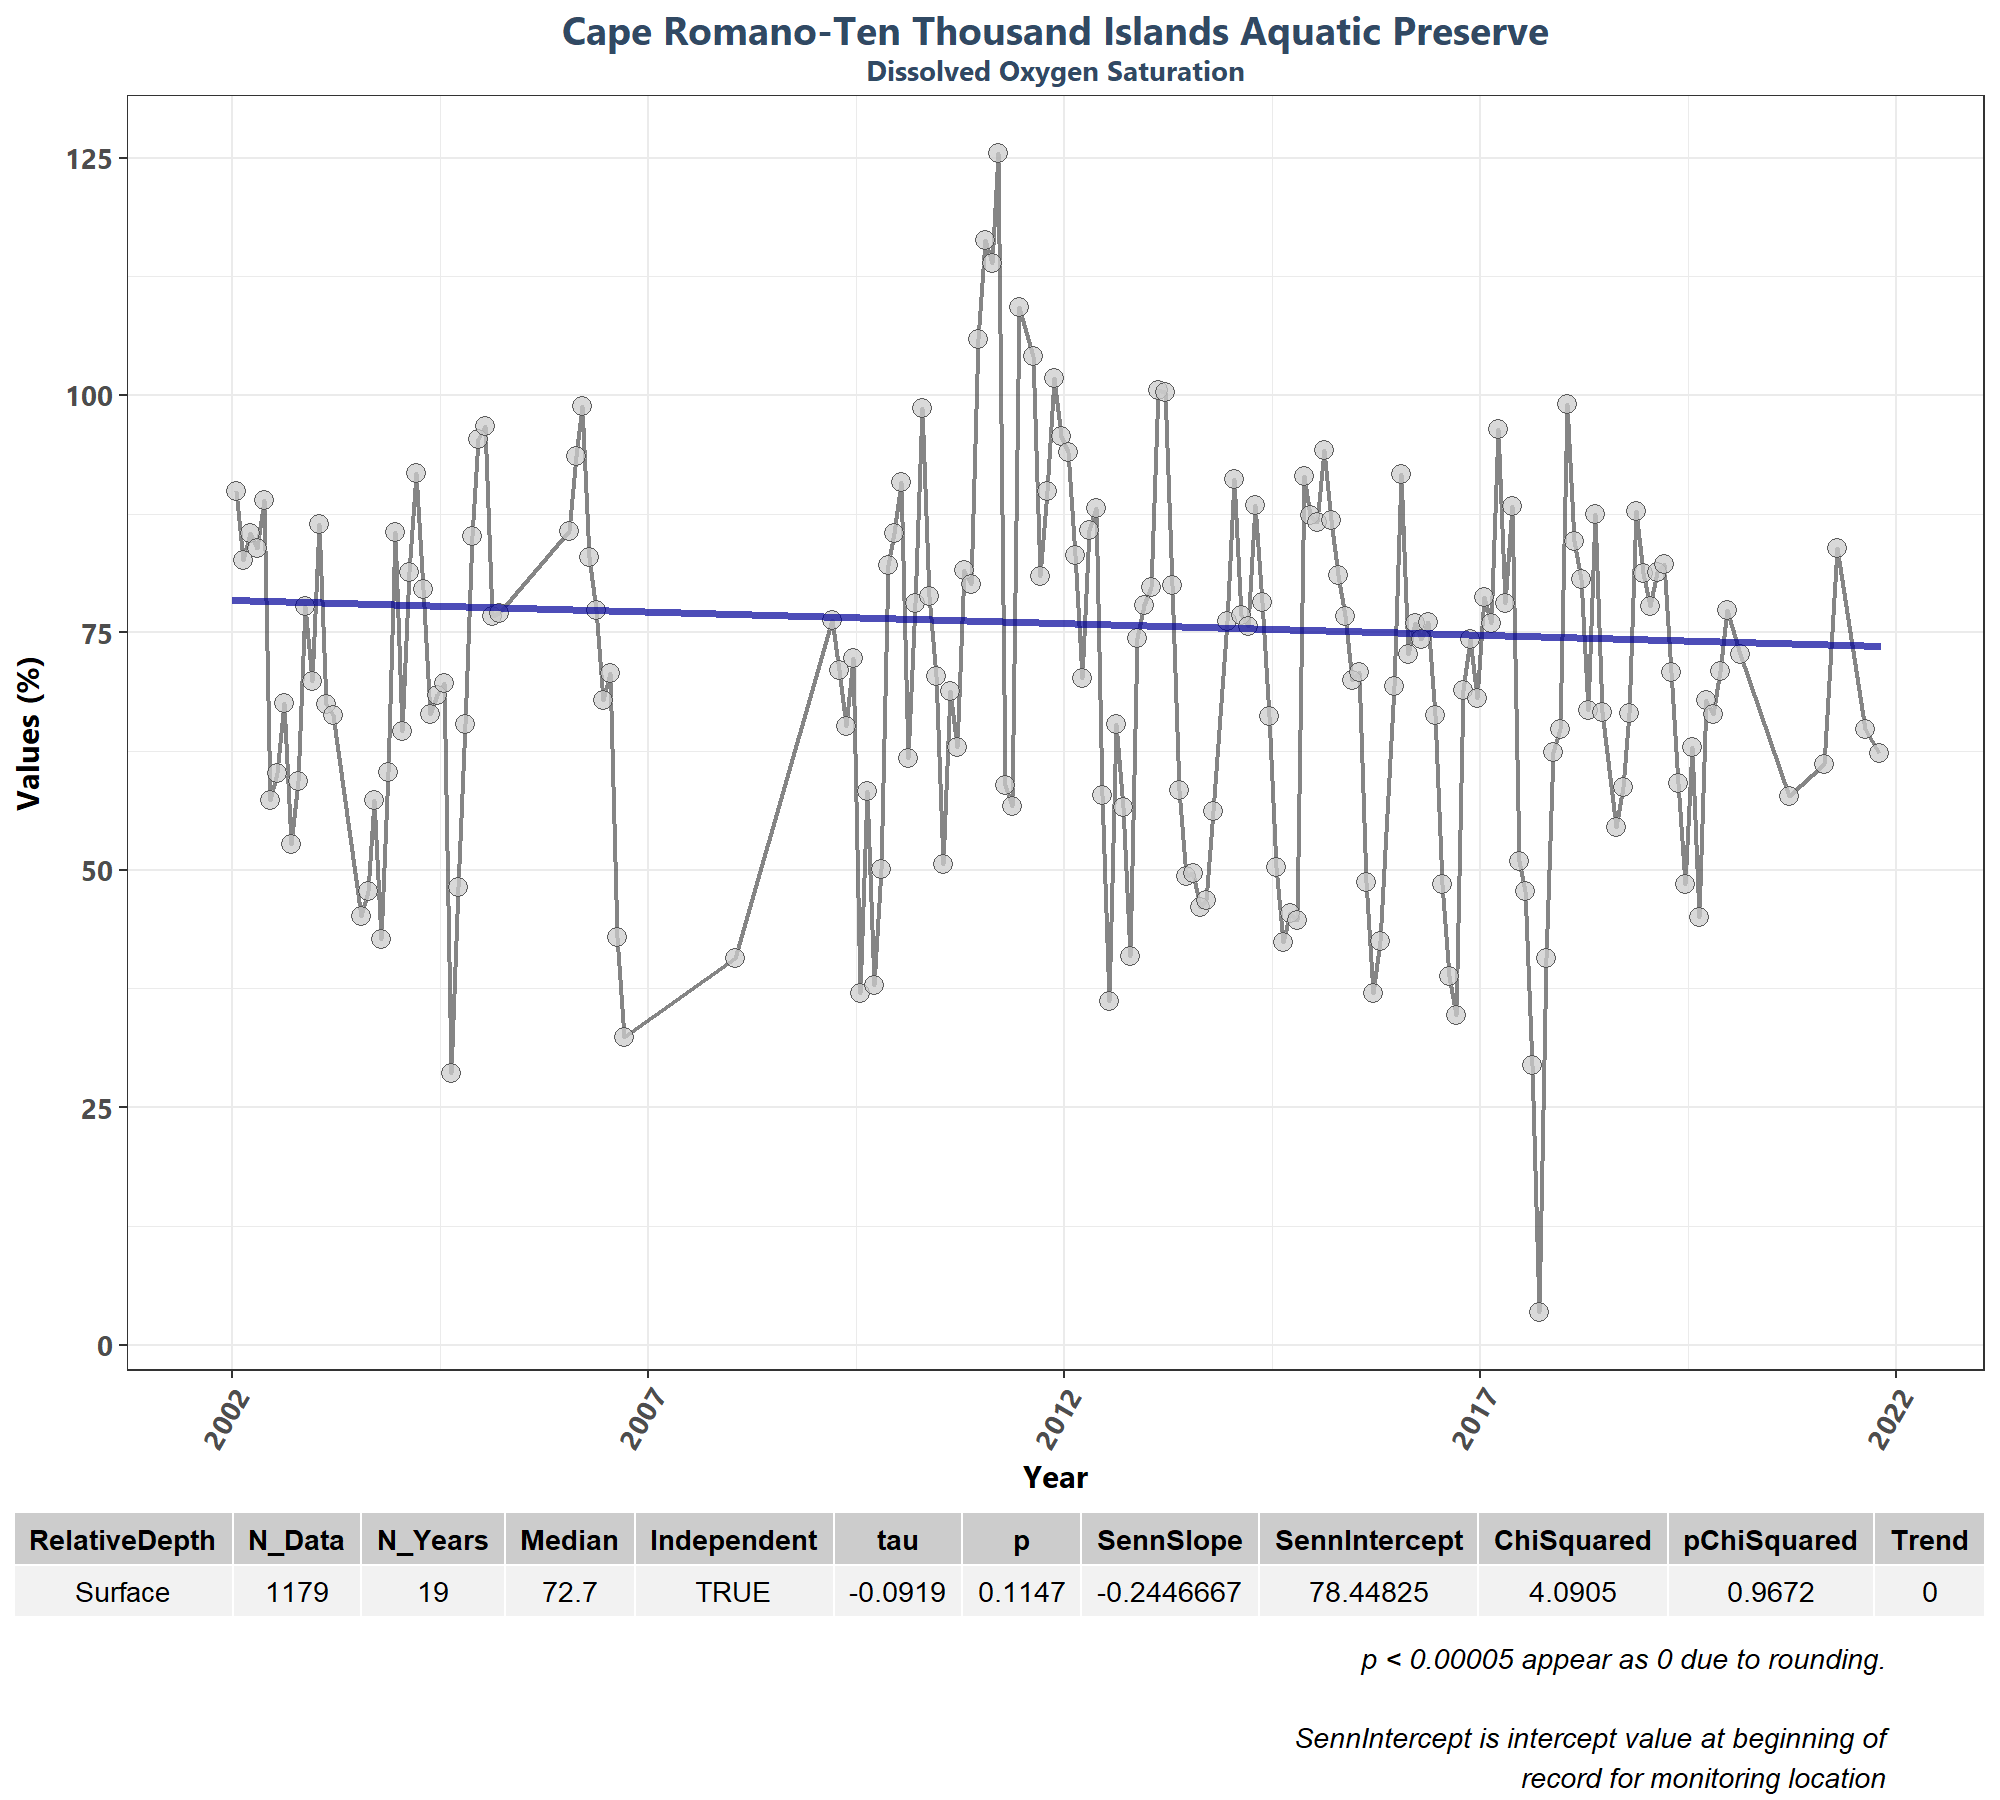 Cape Romano-Ten Thousand Islands Aquatic Preserve
Dissolved Oxygen Saturation
125
100
75
50
25
0
Values (%)
2002 2007 2012 2017 2022
Year
RelativeDepth N_Data N_Years Median Independent tau p SennSlope SennIntercept ChiSquared pChiSquared Trend
Surface 1179 19 72.7 TRUE -0.0919 0.1147 -0.2446667 78.44825 4.0905 0.9672 0
p < 0.00005 appear as 0 due to rounding.
SennIntercept is intercept value at beginning of
record for monitoring location